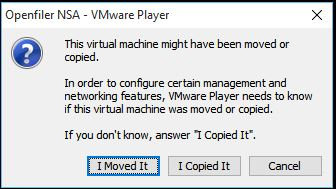 Openfiler NSA - VMware Player
This virtual machine might have been moved or
copied.
In order to configure certain management and
networking features, VMware Player needs to know
if this virtual machine was moved or copied.
If you don't know, answer "I Copied It".
I Moved It
I Copied It
Cancel